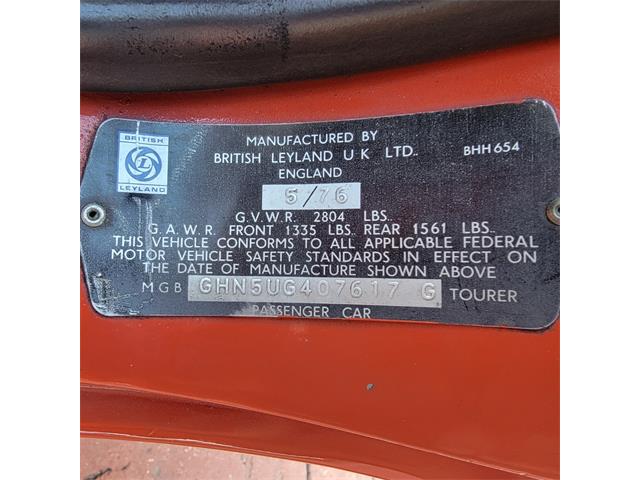 BRITISH
L
LEYLAND
MANUFACTURED BY
BRITISH LEYLAND U K LTD..
BHH 654
ENGLAND
5/76
G.V.W.R. 2804 LBS.
G.A.W.R. FRONT 1335 LBS. REAR 1561 LBS.
THIS VEHICLE CONFORMS TO ALL APPLICABLE FEDERAL
MOTOR VEHICLE SAFETY STANDARDS IN EFFECT ON
THE DATE OF MANUFACTURE SHOWN ABOVE
MGB GHN5UG407617 G TOURER
PASSENGER CAR